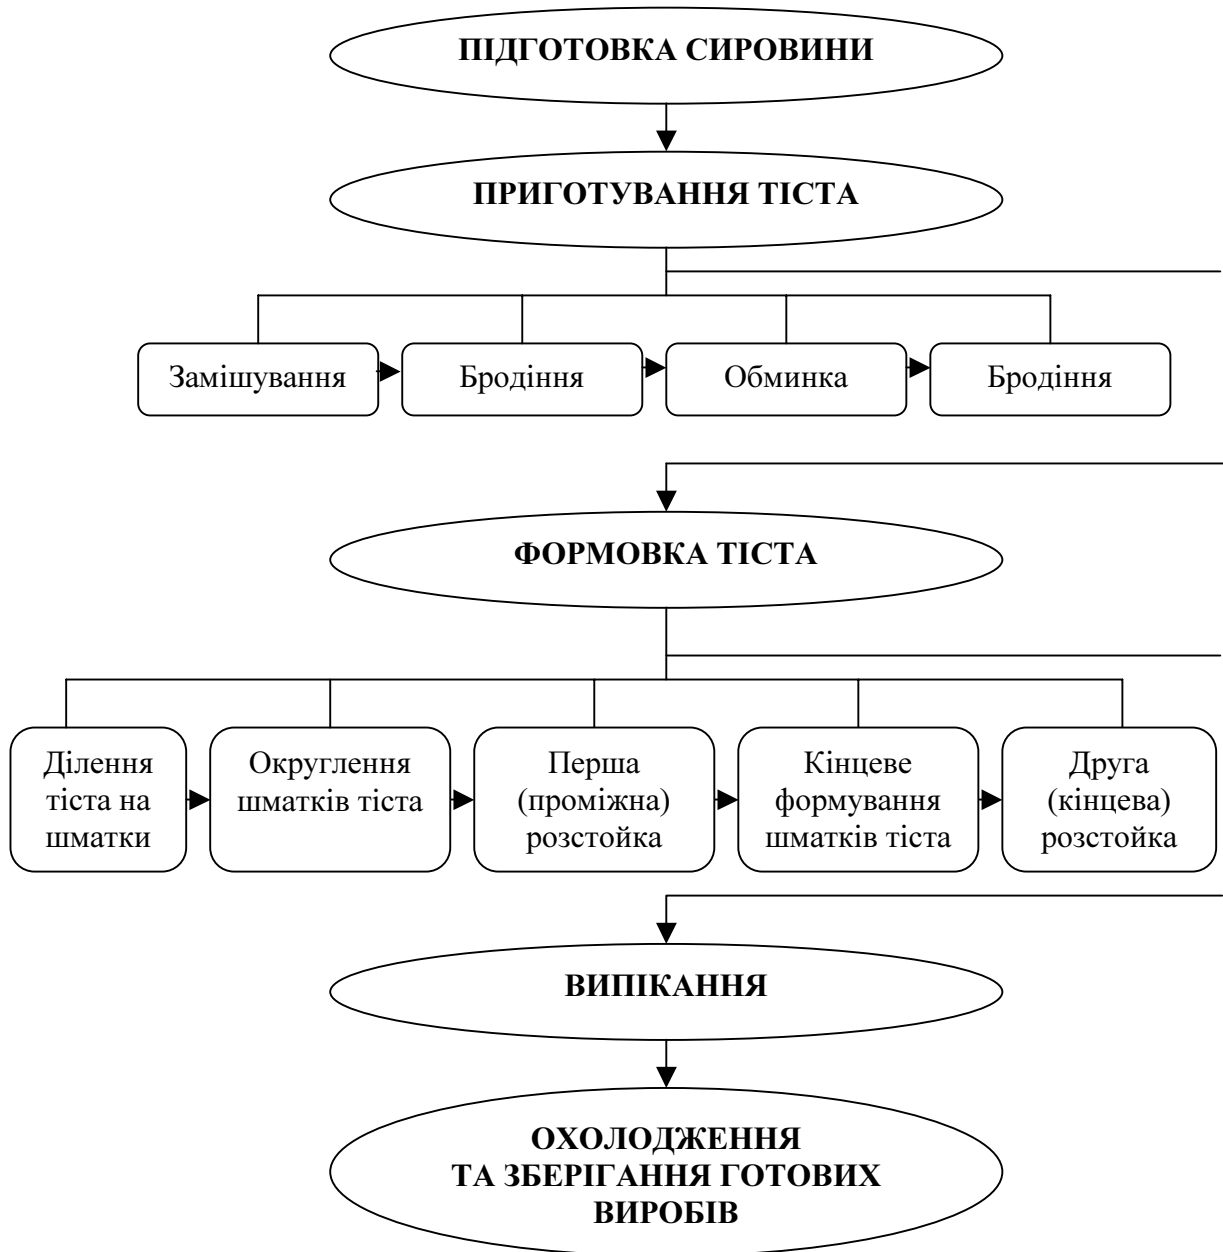 ПІДГОТОВКА СИРОВИНИ
ПРИГОТУВАННЯ ТІСТА
Замішування
Бродіння
Обминка
Бродіння
ФОРМОВКА ТІСТА
Ділення
тіста на
шматки
Округлення
шматків тіста
Перша
(проміжна)
розстойка
Кінцеве
формування
шматків тіста
Друга
(кінцева)
розстойка
ВИПІКАННЯ
ОХОЛОДЖЕННЯ
ТА ЗБЕРІГАННЯ ГОТОВИХ
ВИРОБІВ